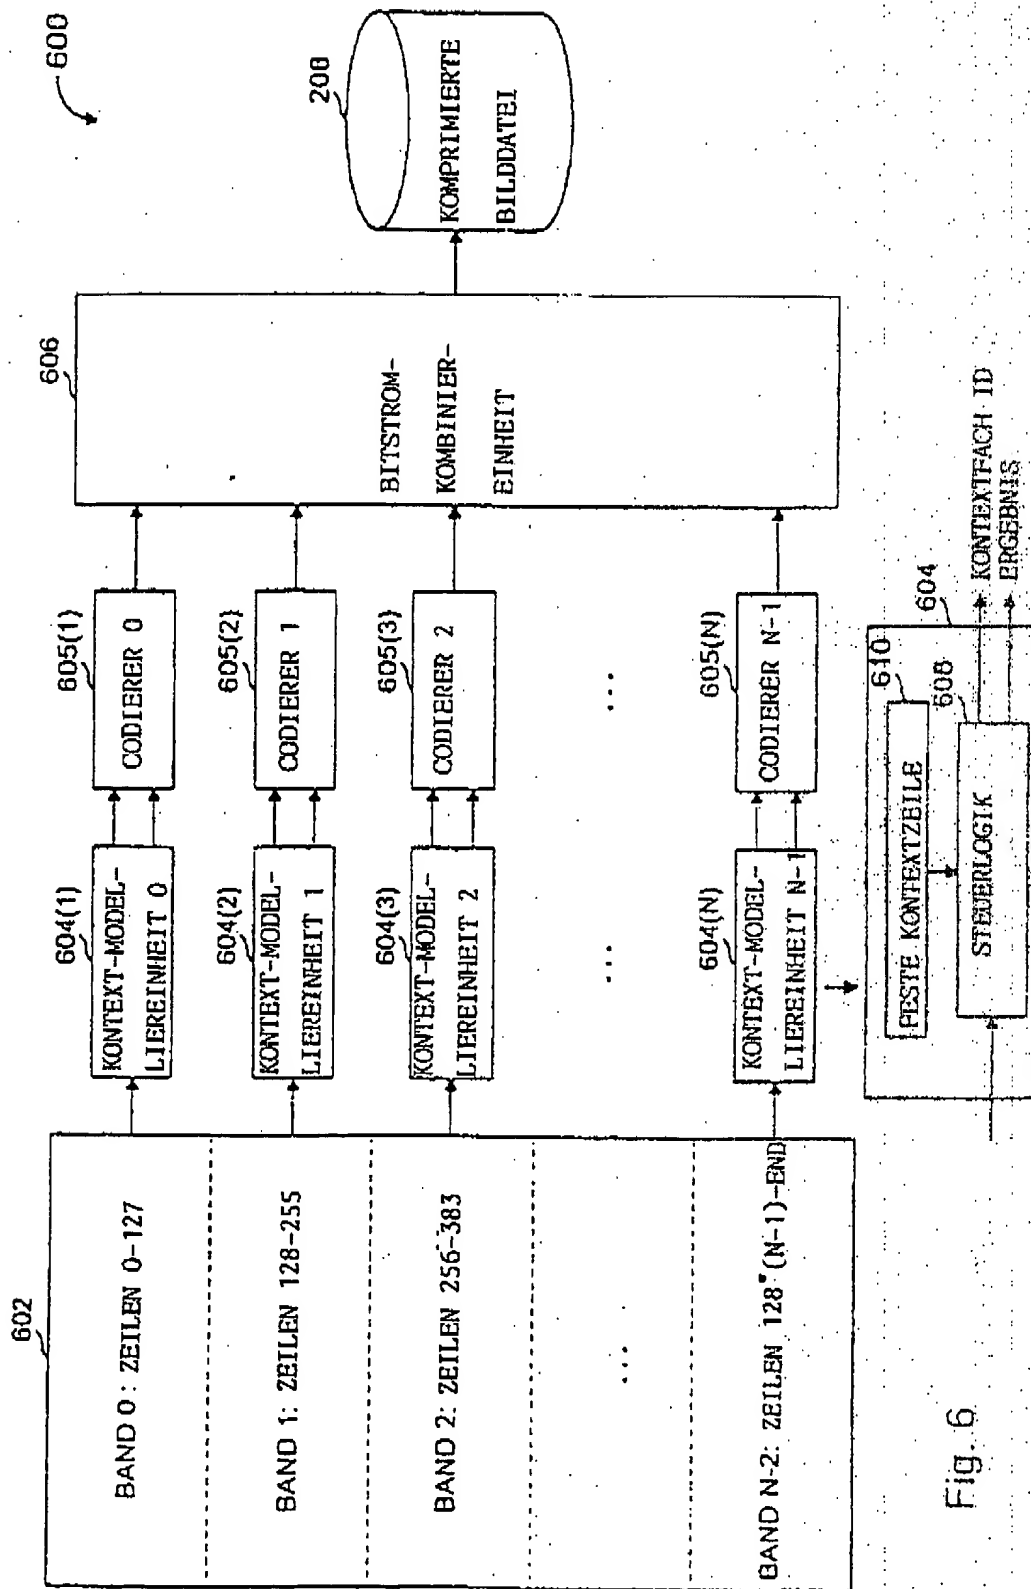 600
602
BAND 0: ZEILEN 0-127
BAND 1: ZEILEN 128-255
BAND 2: ZEILEN 256-383
...
BAND N-2: ZEILEN 128*(N-1)-END
604(1)
KONTEXT-MODEL-
LIEREINHEIT 0
604(2)
KONTEXT-MODEL-
LIEREINHEIT 1
604(3)
KONTEXT-MODEL-
LIEREINHEIT 2
...
604(N)
KONTEXT-MODEL-
LIEREINHEIT N-1
605(1)
CODIERER 0
605(2)
CODIERER 1
605(3)
CODIERER 2
...
605(N)
CODIERER N-1
606
BITSTROM-
KOMBINIER-
EINHEIT
208
KOMPRIMIERTE
BILDDATEI
604
610
FESTE KONTEXTZEILE
608
STEUERLOGIK
KONTEXTFACH ID
ERGEBNIS
Fig. 6